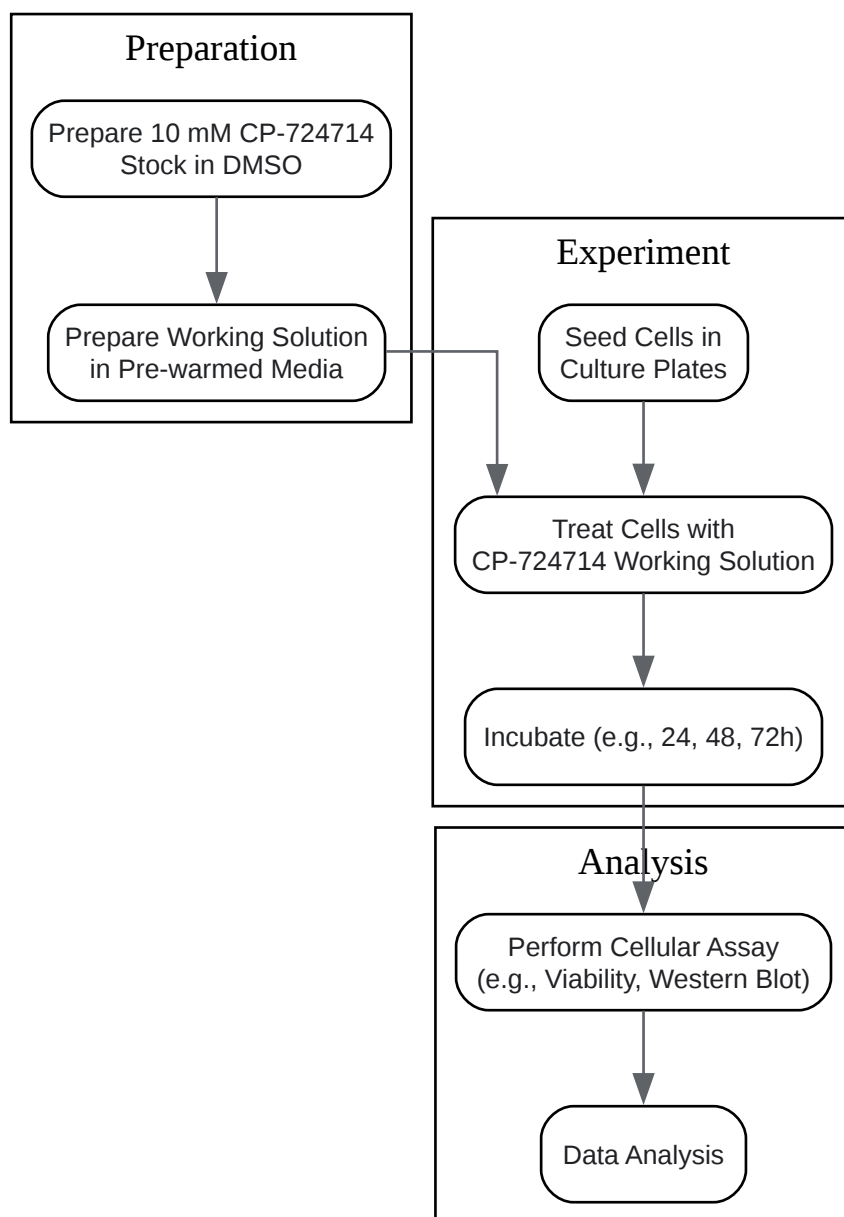 Preparation
Prepare 10 mM CP-724714
Stock in DMSO
Prepare Working Solution
in Pre-warmed Media
Experiment
Seed Cells in
Culture Plates
Treat Cells with
CP-724714 Working Solution
Incubate (e.g., 24, 48, 72h)
Analysis
Perform Cellular Assay
(e.g., Viability, Western Blot)
Data Analysis